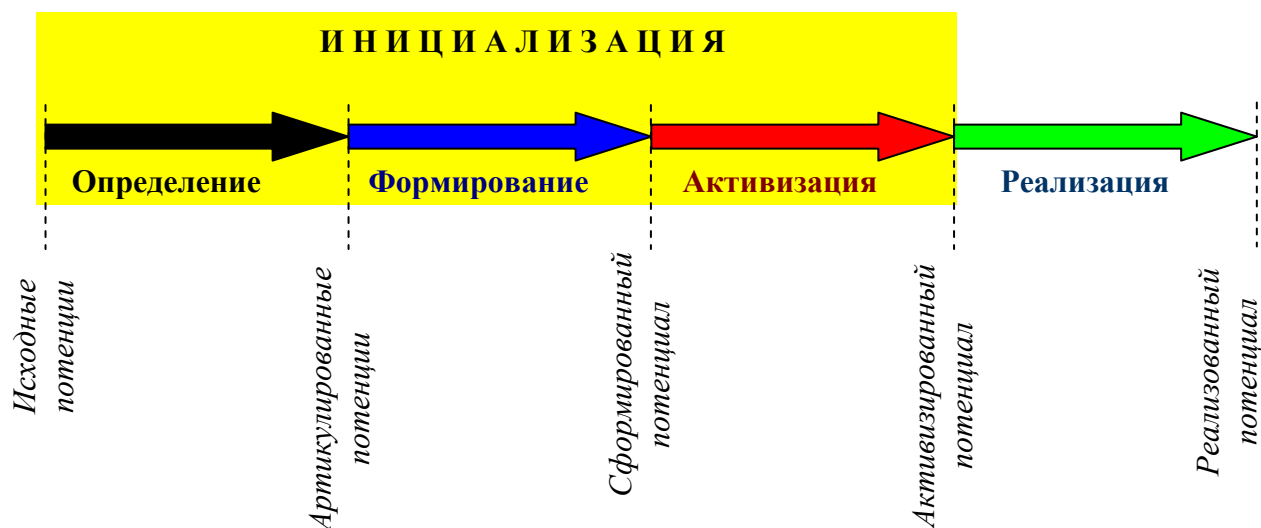 И Н И Ц И А Л И З А Ц И Я
Определение
Формирование
Активизация
Реализация
Исходные
потенции
Артикулированные
потенции
Сформированный
потенциал
Активизированный
потенциал
Реализованный
потенциал